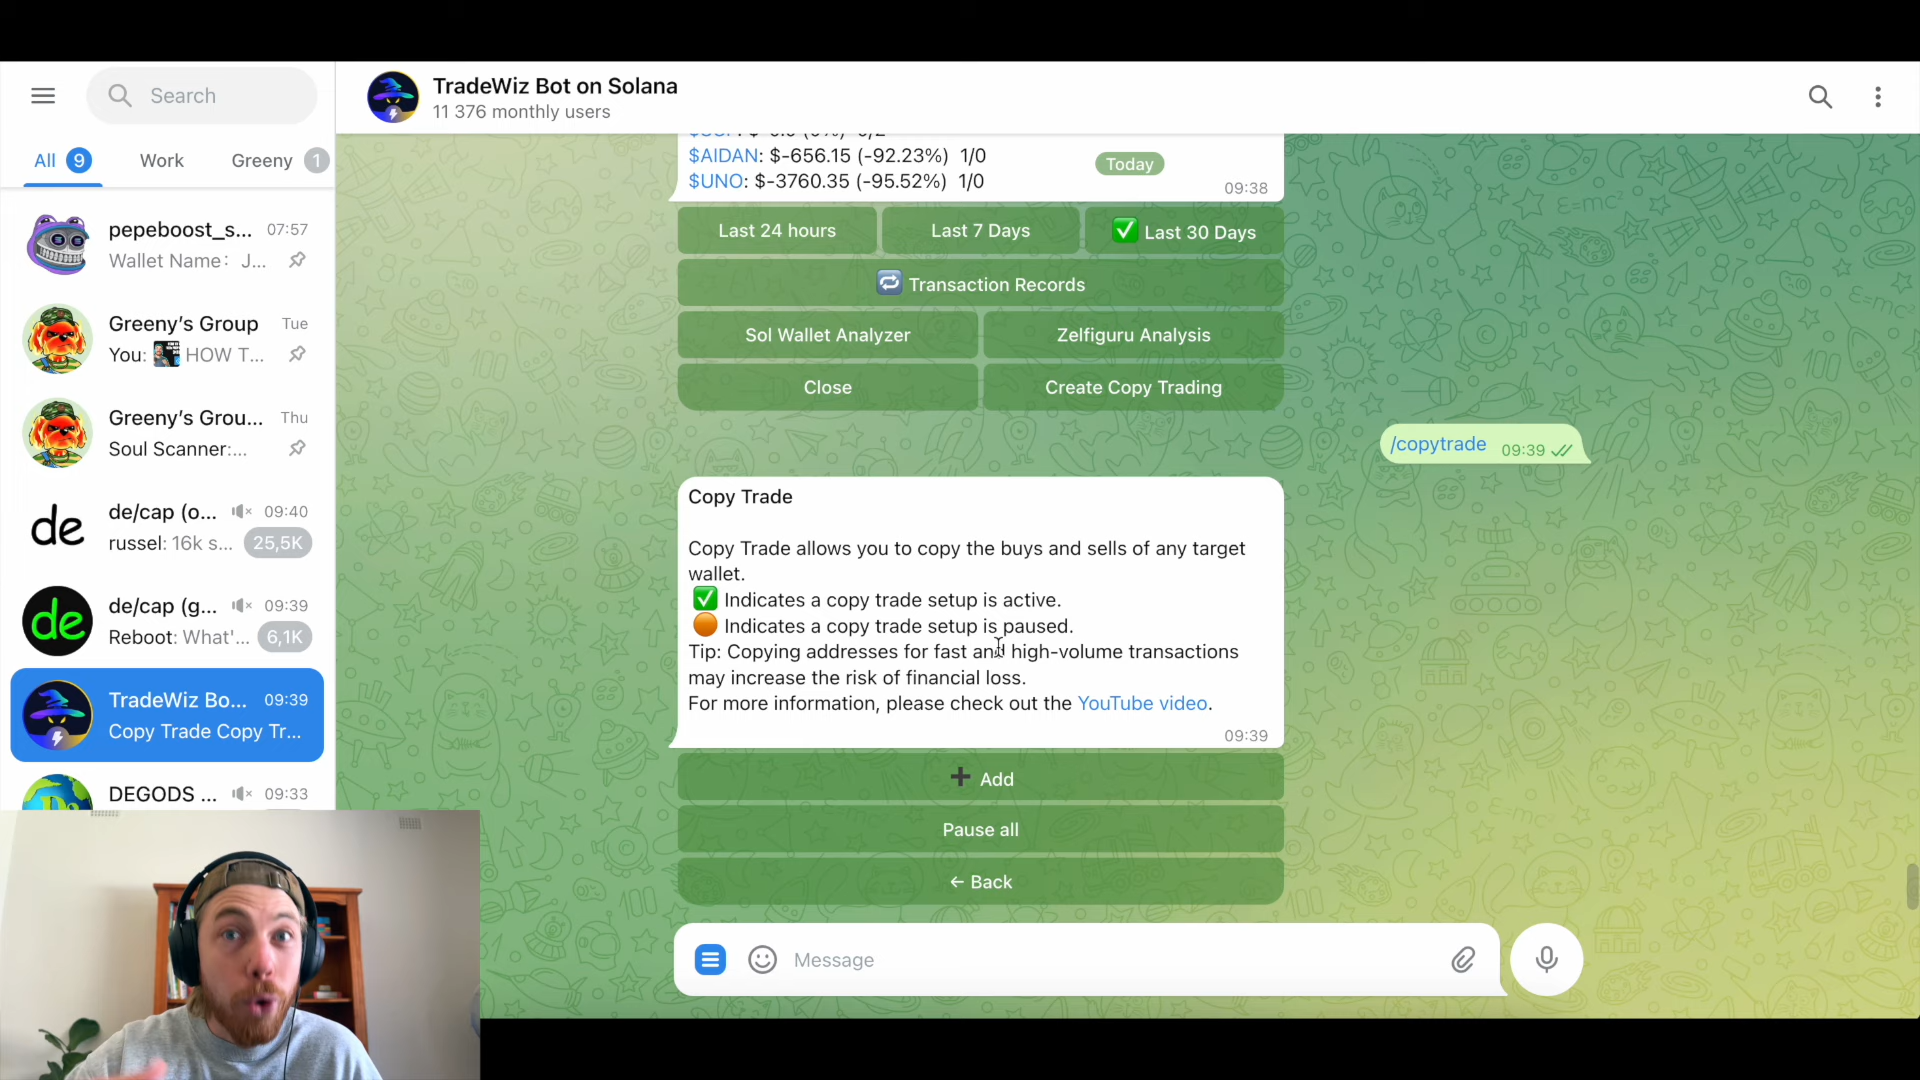 Search
TradeWiz Bot on Solana
11 376 monthly users
All 9
Work
Greeny 1
pepeboost_s... 07:57
Wallet Name: J...
Greeny's Group Tue
You: HOW T...
Greeny's Grou... Thu
Soul Scanner:...
de
de/cap (o... 09:40
russel: 16k s... 25,5K
de
de/cap (g... 09:39
Reboot: What'... 6,1K
TradeWiz Bo... 09:39
Copy Trade Copy Tr...
DEGODS ... 09:33
$AIDAN: $-656.15 (-92.23%) 1/0
Today
$UNO: $-3760.35 (-95.52%) 1/0
09:38
Last 24 hours
Last 7 Days
✅ Last 30 Days
🔁 Transaction Records
Sol Wallet Analyzer
Zelfiguru Analysis
Close
Create Copy Trading
/copytrade 09:39
Copy Trade
Copy Trade allows you to copy the buys and sells of any target
wallet.
✅ Indicates a copy trade setup is active.
🟠 Indicates a copy trade setup is paused.
Tip: Copying addresses for fast and high-volume transactions
may increase the risk of financial loss.
For more information, please check out the YouTube video.
09:39
➕ Add
Pause all
← Back
Message